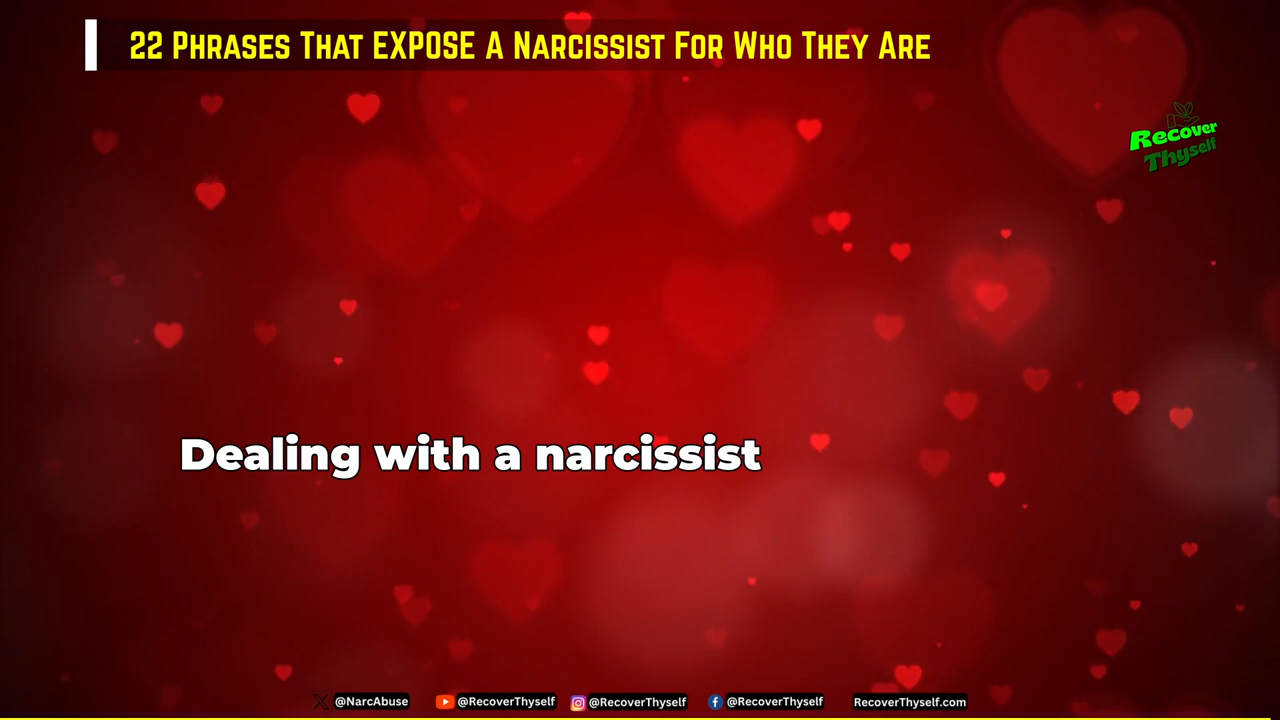 22 Phrases That EXPOSE A Narcissist For Who They Are
Recover
Thyself
Dealing with a narcissist
@NarcAbuse
@RecoverThyself
@RecoverThyself
@RecoverThyself
RecoverThyself.com